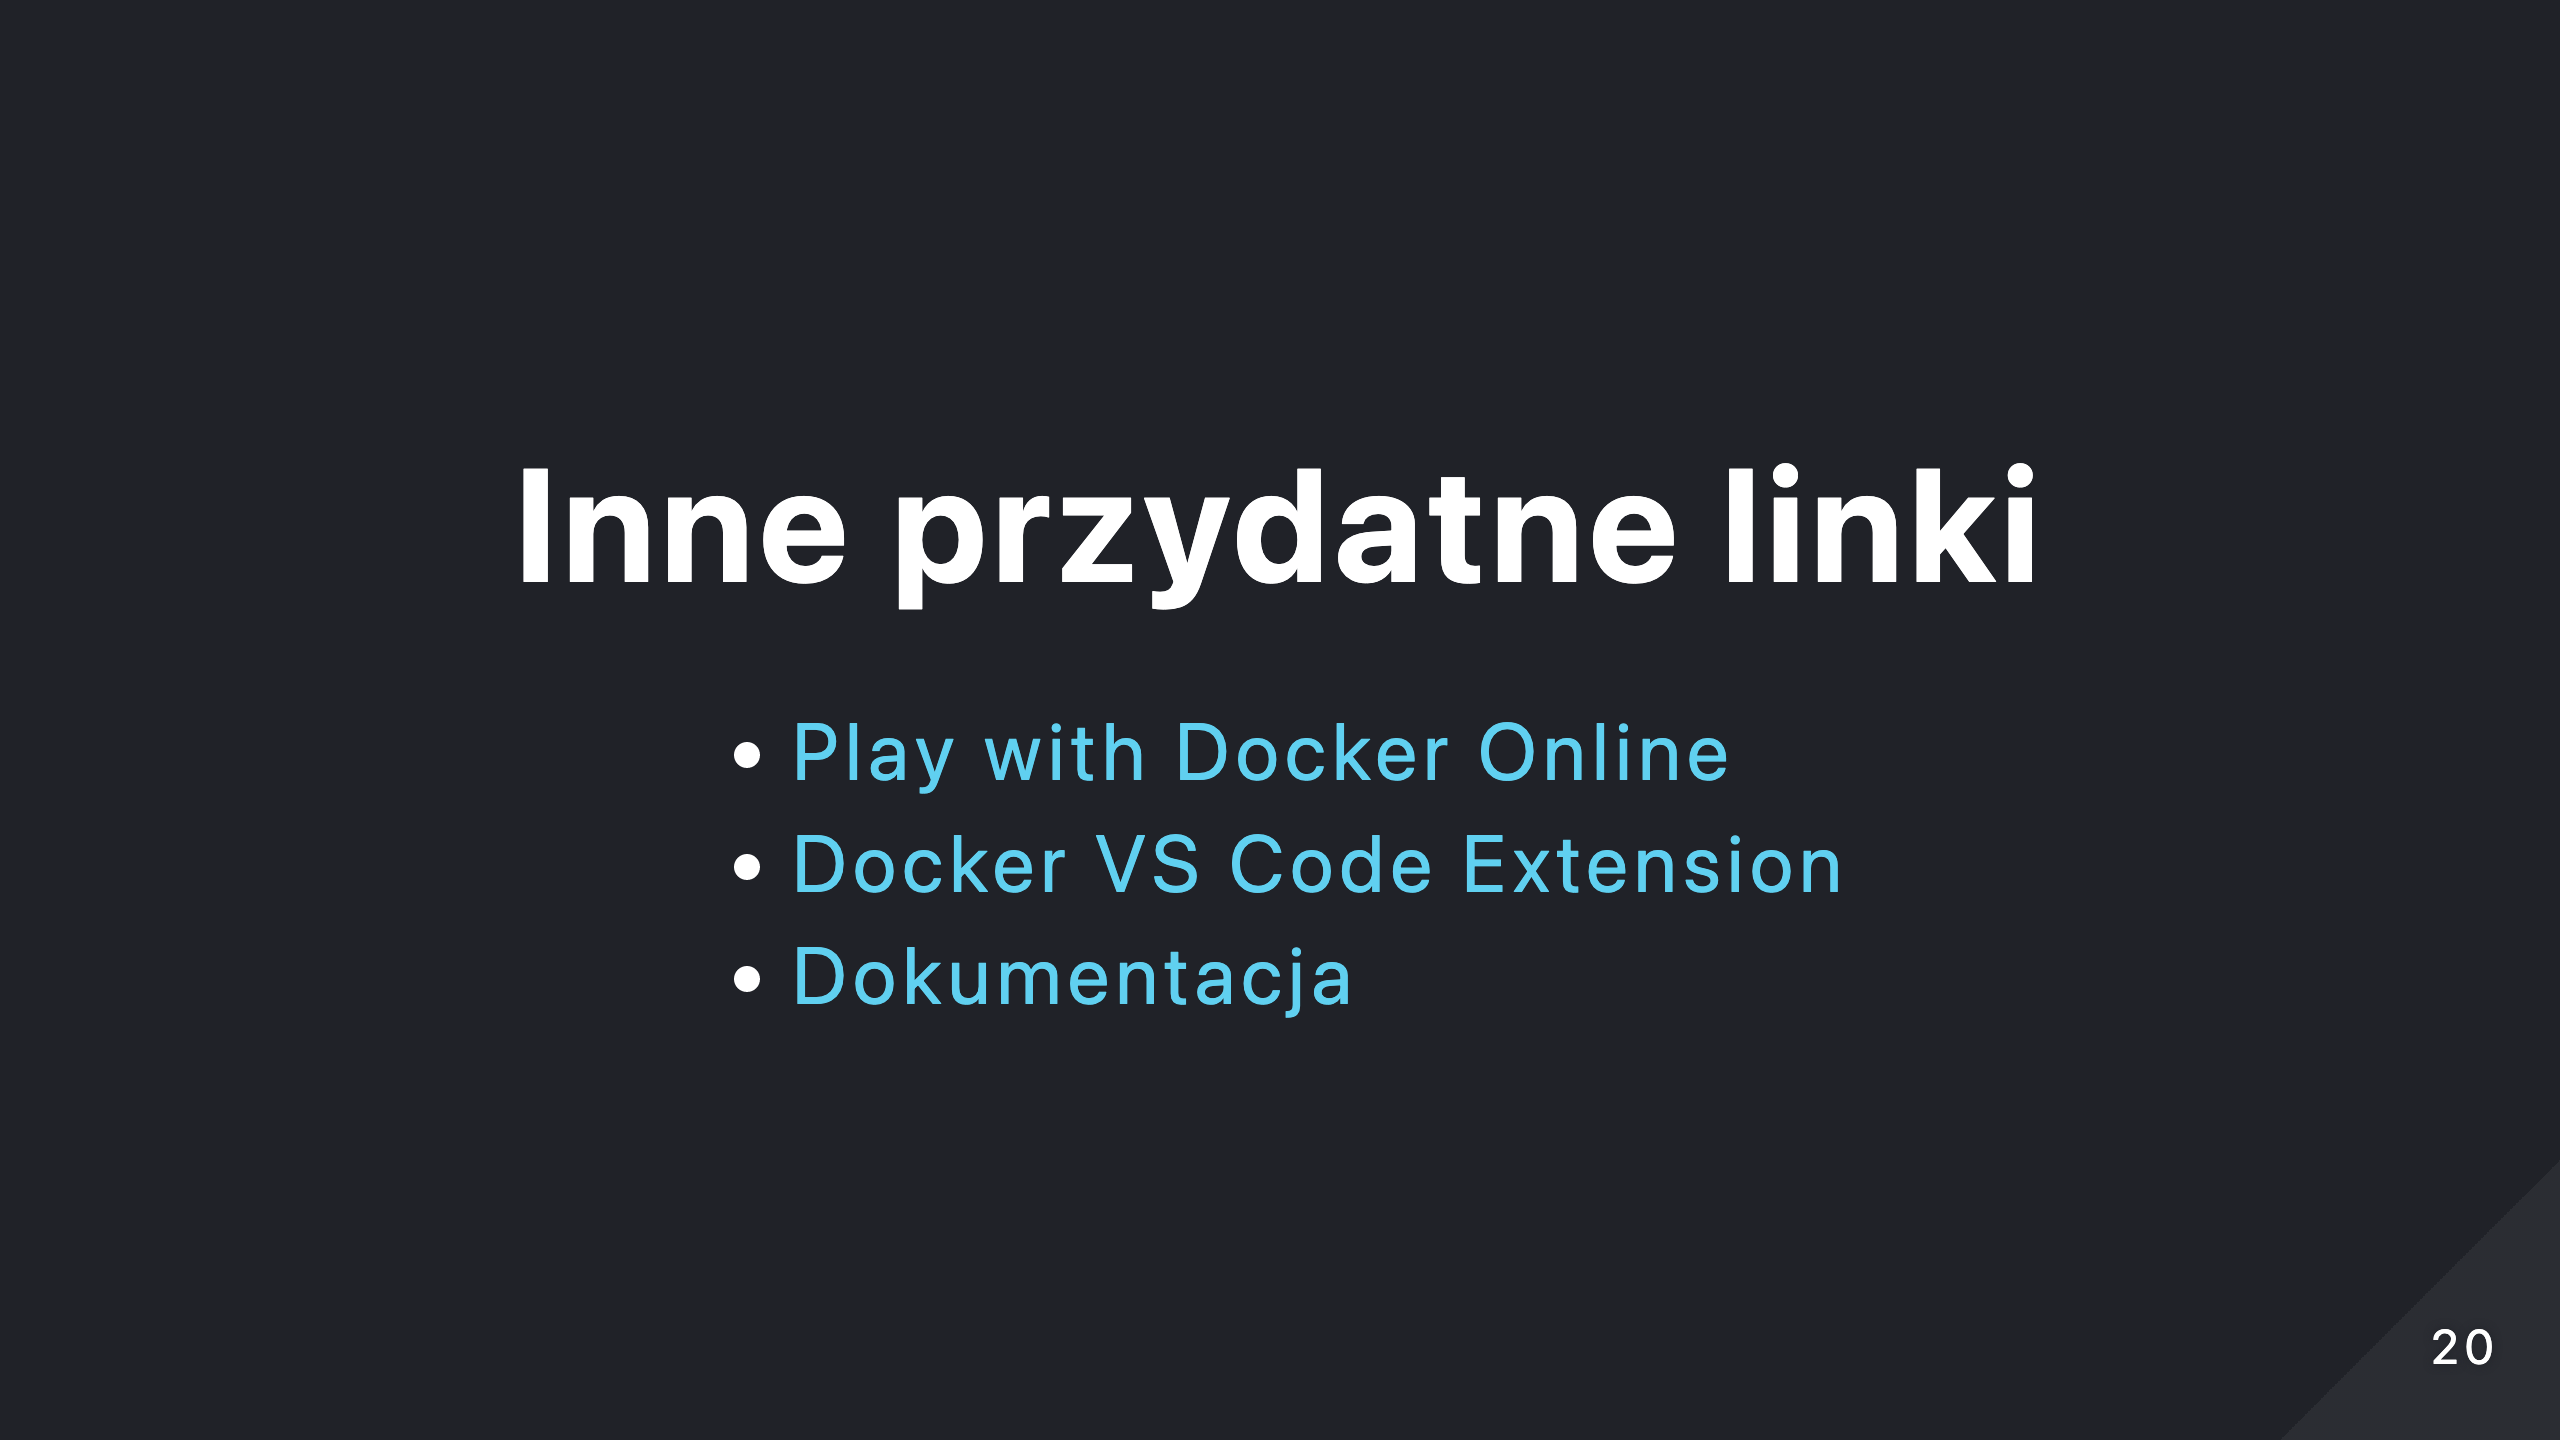 Inne przydatne linki
Play with Docker Online
Docker VS Code Extension
Dokumentacja
20